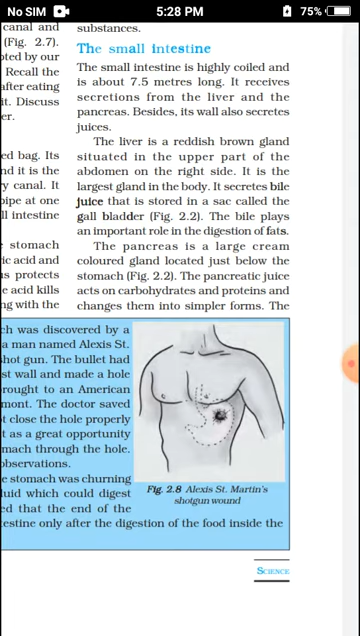 No SIM 5:28 PM 75%
canal and
(Fig. 2.7).
pted by our
Recall the
after eating
it. Discuss
er.
ed bag. Its
nd it is the
y canal. It
pipe at one
ll intestine
e stomach
ic acid and
us protects
e acid kills
ng with the
substances.
The small intestine
The small intestine is highly coiled and
is about 7.5 metres long. It receives
secretions from the liver and the
pancreas. Besides, its wall also secretes
juices.
The liver is a reddish brown gland
situated in the upper part of the
abdomen on the right side. It is the
largest gland in the body. It secretes bile
juice that is stored in a sac called the
gall bladder (Fig. 2.2). The bile plays
an important role in the digestion of fats.
The pancreas is a large cream
coloured gland located just below the
stomach (Fig. 2.2). The pancreatic juice
acts on carbohydrates and proteins and
changes them into simpler forms. The
ch was discovered by a
a man named Alexis St.
shot gun. The bullet had
st wall and made a hole
rought to an American
mont. The doctor saved
t close the hole properly
t as a great opportunity
mach through the hole.
observations.
e stomach was churning
luid which could digest
ed that the end of the
testine only after the digestion of the food inside the
Fig. 2.8 Alexis St. Martin's
shotgun wound
SCIENCE